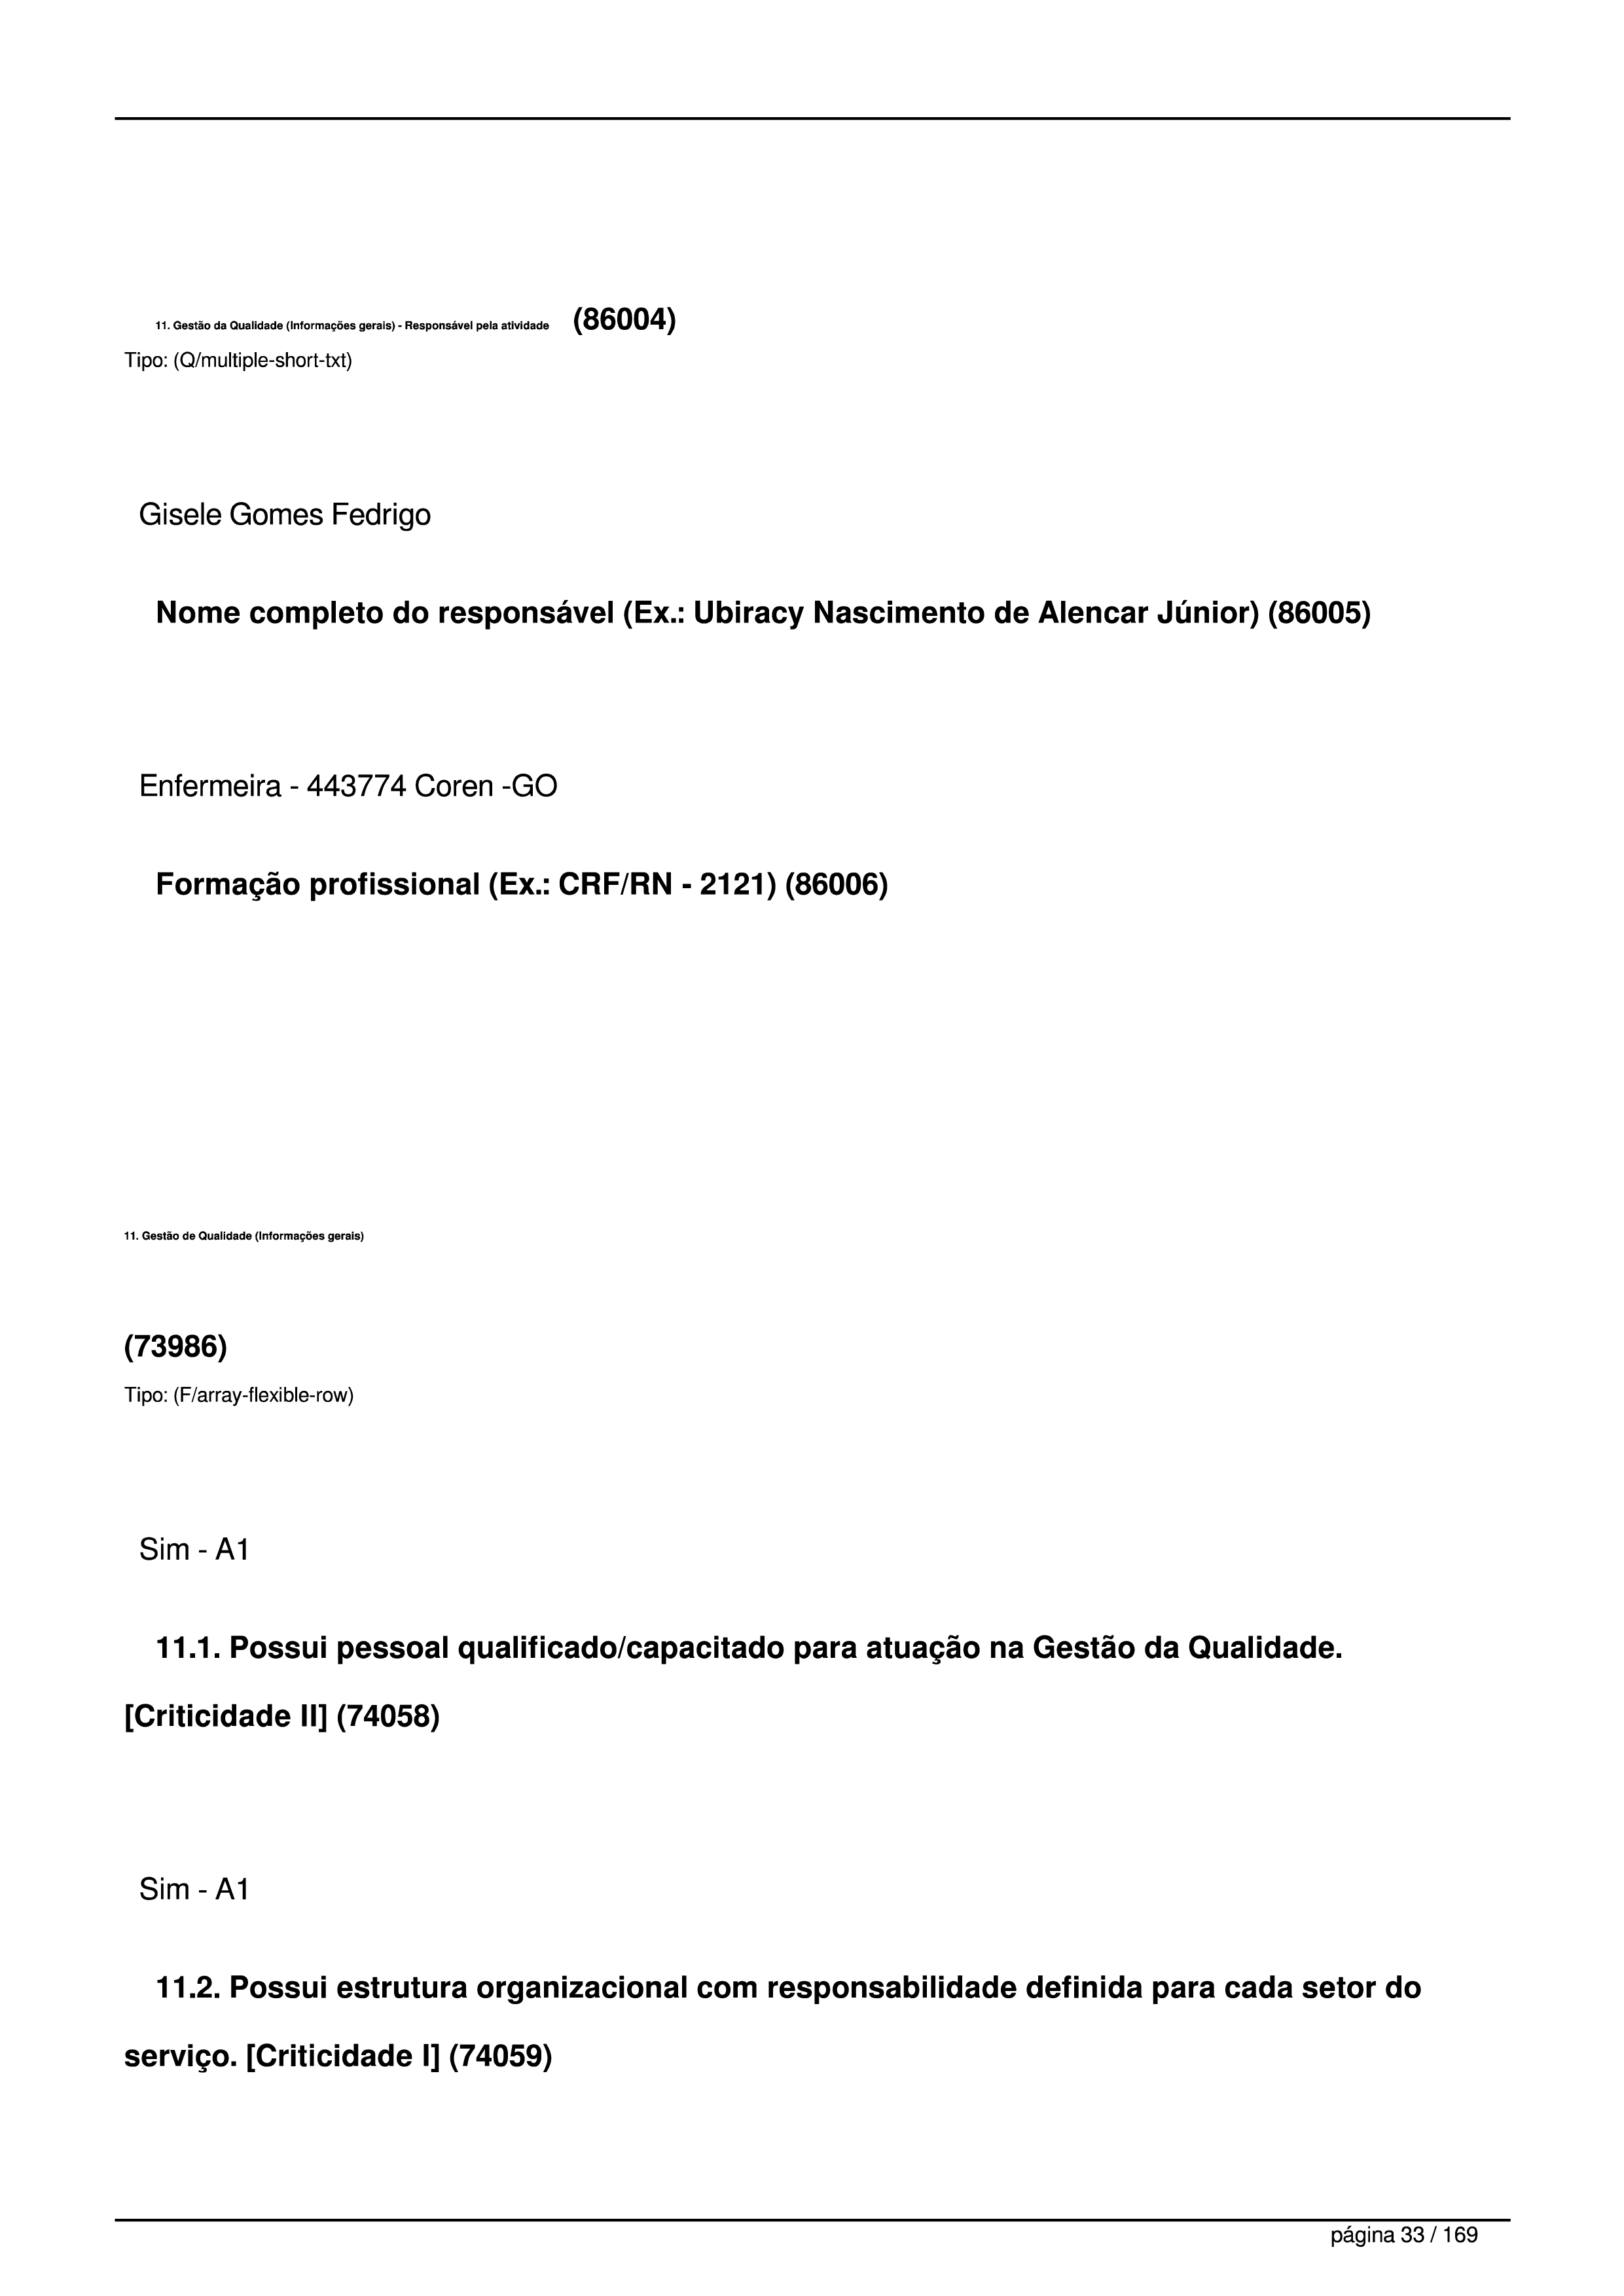 11. Gestão da Qualidade (Informações gerais) - Responsável pela atividade (86004)
Tipo: (Q/multiple-short-txt)
Gisele Gomes Fedrigo
Nome completo do responsável (Ex.: Ubiracy Nascimento de Alencar Júnior) (86005)
Enfermeira - 443774 Coren -GO
Formação profissional (Ex.: CRF/RN - 2121) (86006)
11. Gestão de Qualidade (Informações gerais)
(73986)
Tipo: (F/array-flexible-row)
Sim - A1
11.1. Possui pessoal qualificado/capacitado para atuação na Gestão da Qualidade.
[Criticidade II] (74058)
Sim - A1
11.2. Possui estrutura organizacional com responsabilidade definida para cada setor do
serviço. [Criticidade I] (74059)
página 33 / 169